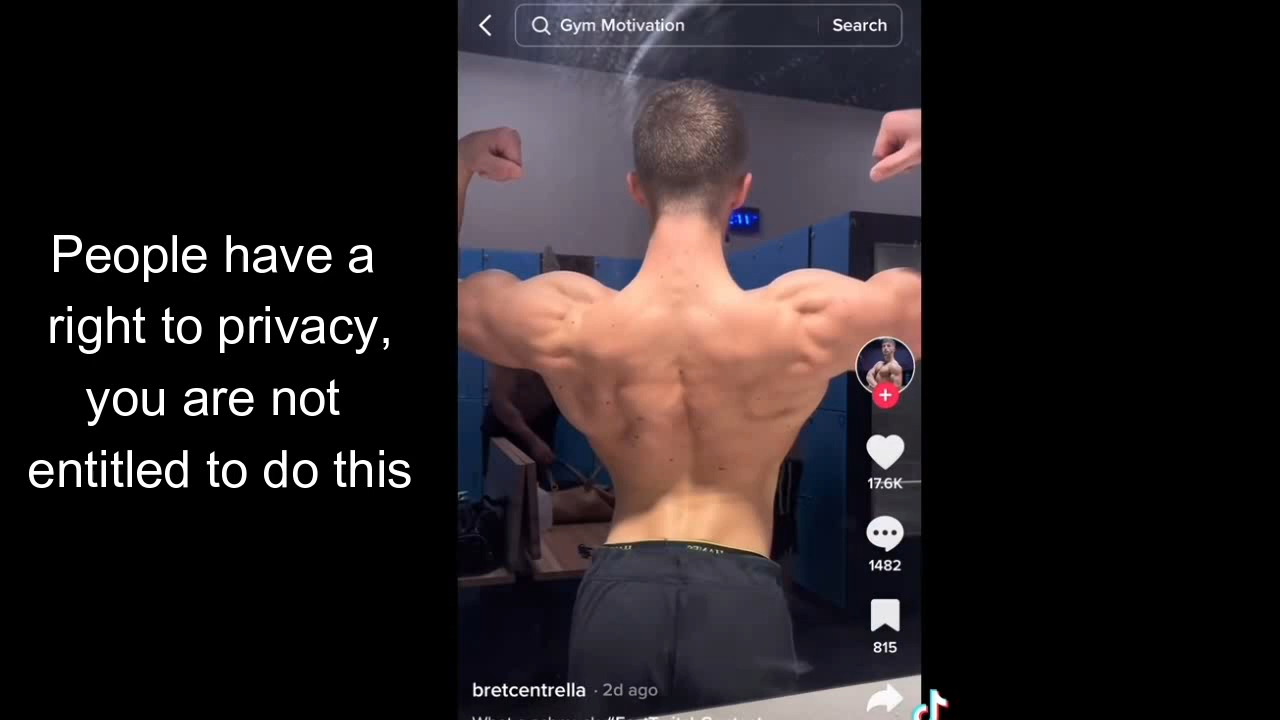 Gym Motivation
Search
People have a
right to privacy,
you are not
entitled to do this
17.6K
1482
815
bretcentrella · 2d ago